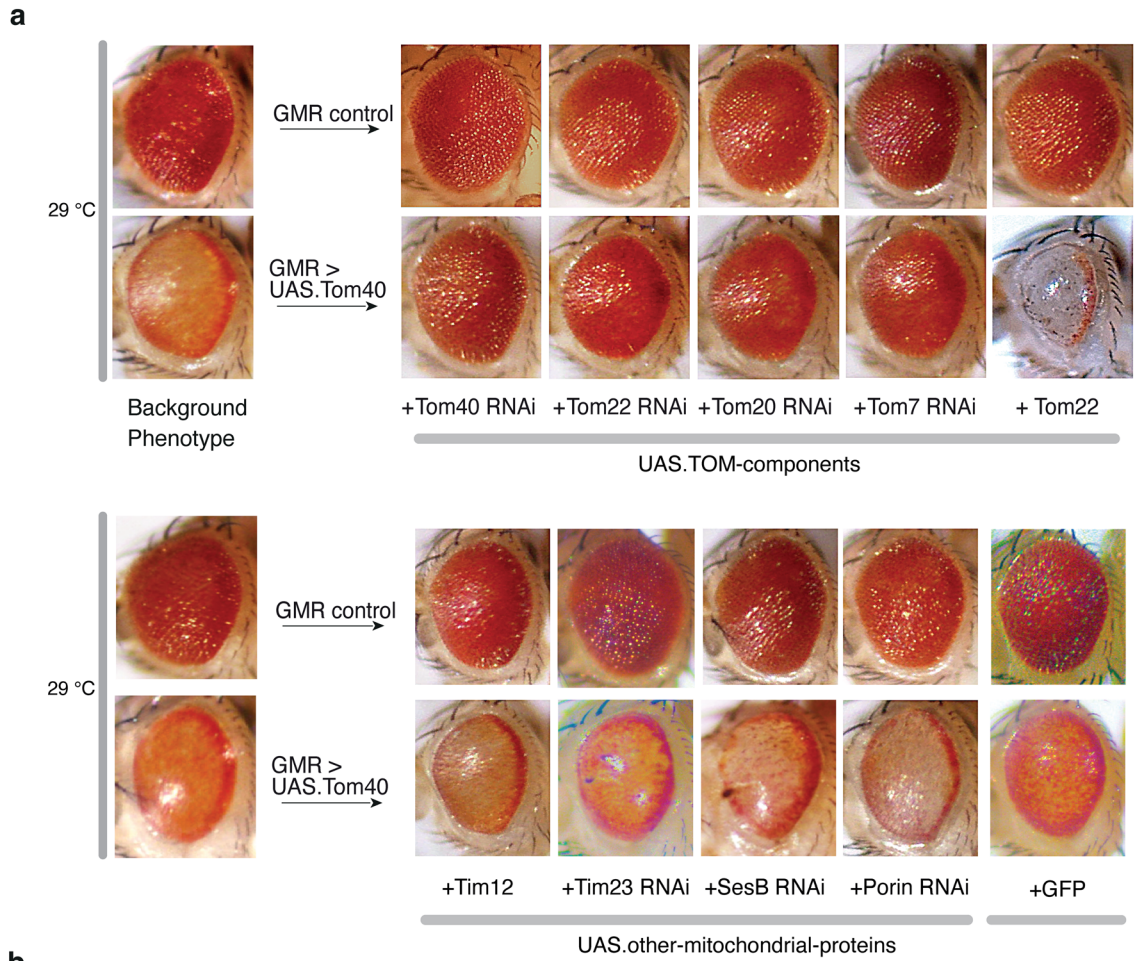 a
GMR control
29 °C
GMR >
UAS.Tom40
Background
Phenotype
+Tom40 RNAi
+Tom22 RNAi
+Tom20 RNAi
+Tom7 RNAi
+ Tom22
UAS.TOM-components
GMR control
29 °C
GMR >
UAS.Tom40
+Tim12
+Tim23 RNAi
+SesB RNAi
+Porin RNAi
+GFP
UAS.other-mitochondrial-proteins